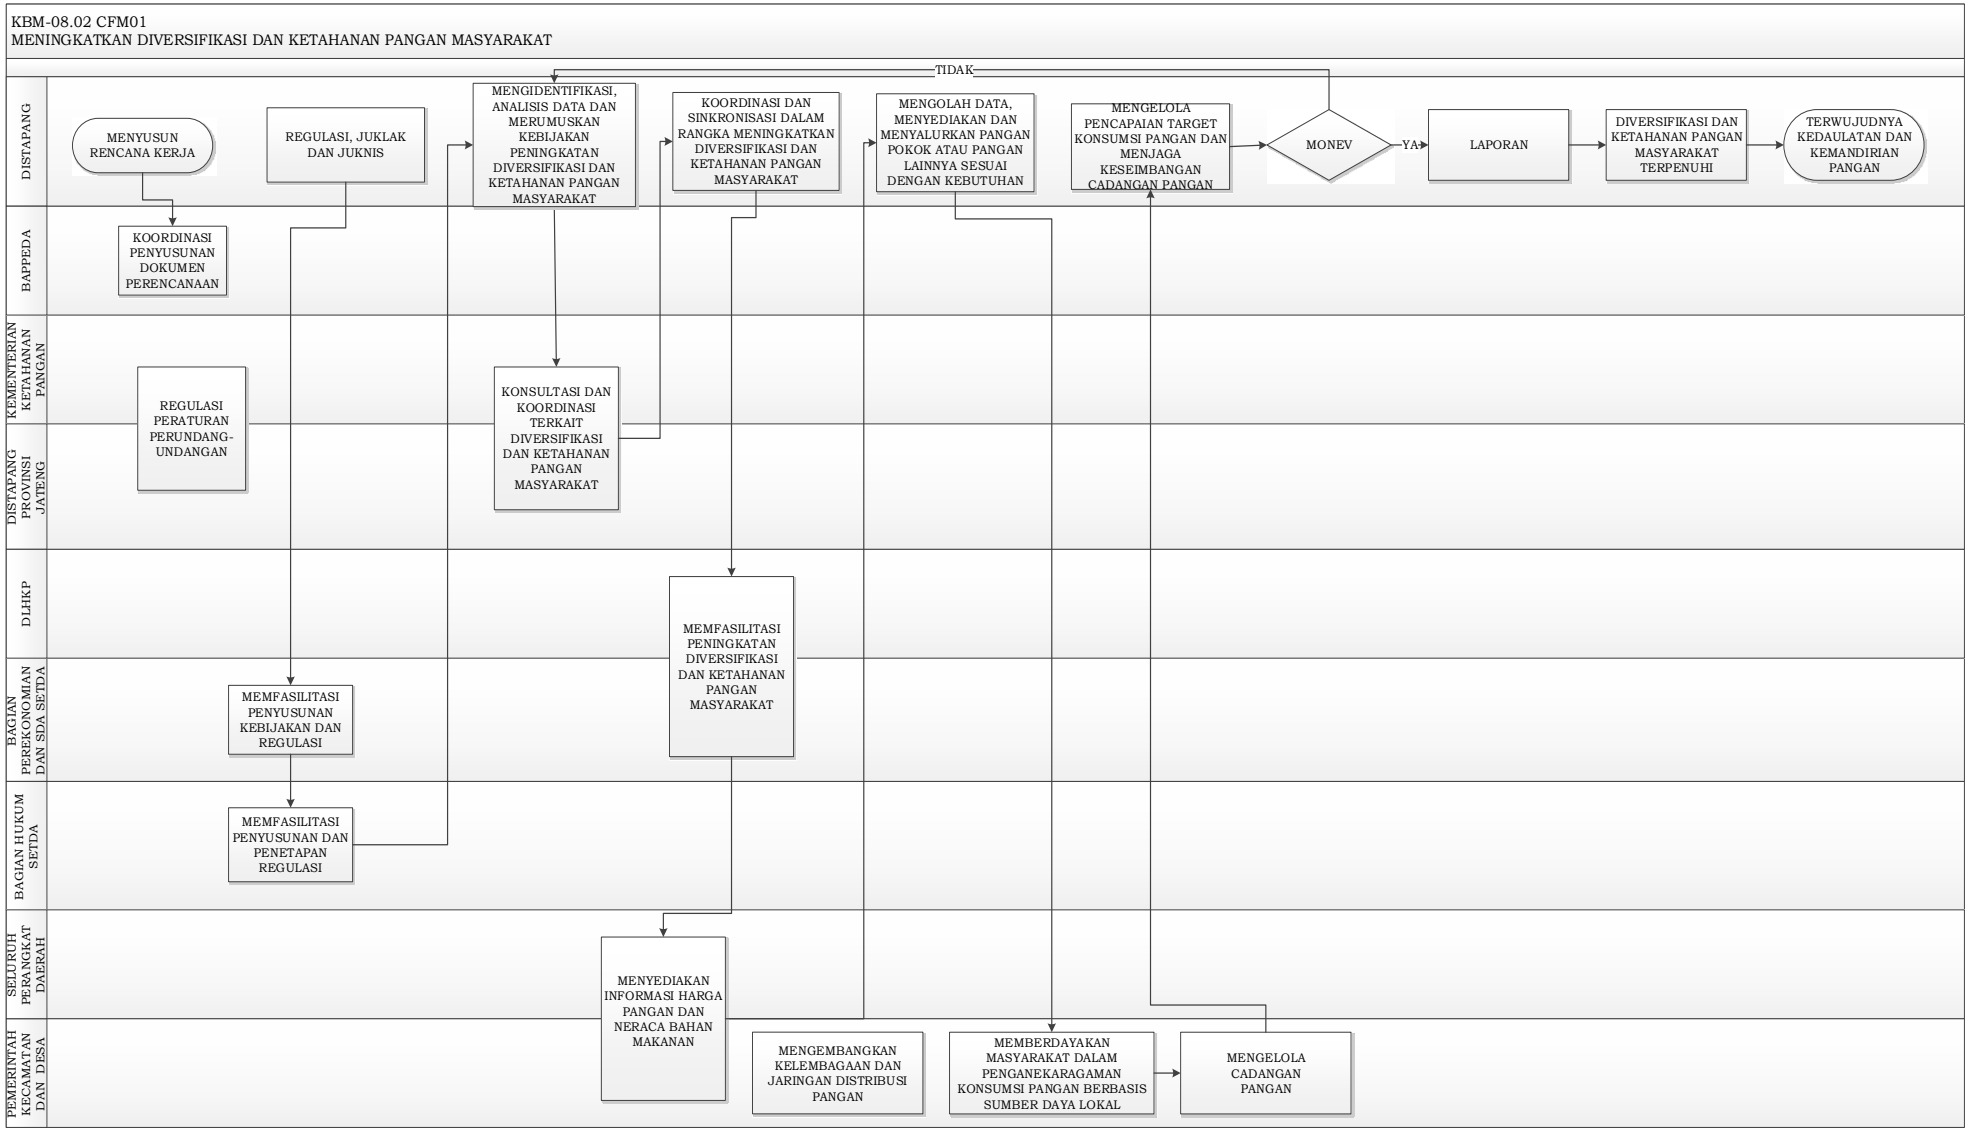 KBM-08.02 CFM01
MENINGKATKAN DIVERSIFIKASI DAN KETAHANAN PANGAN MASYARAKAT
TIDAK
DISTAPANG
MENYUSUN
RENCANA KERJA
REGULASI, JUKLAK
DAN JUKNIS
MENGIDENTIFIKASI,
ANALISIS DATA DAN
MERUMUSKAN
KEBIJAKAN
PENINGKATAN
DIVERSIFIKASI DAN
KETAHANAN PANGAN
MASYARAKAT
KOORDINASI DAN
SINKRONISASI DALAM
RANGKA MENINGKATKAN
DIVERSIFIKASI DAN
KETAHANAN PANGAN
MASYARAKAT
MENGOLAH DATA,
MENYEDIAKAN DAN
MENYALURKAN PANGAN
POKOK ATAU PANGAN
LAINNYA SESUAI
DENGAN KEBUTUHAN
MENGELOLA
PENCAPAIAN TARGET
KONSUMSI PANGAN DAN
MENJAGA
KESEIMBANGAN
CADANGAN PANGAN
MONEV
YA
LAPORAN
DIVERSIFIKASI DAN
KETAHANAN PANGAN
MASYARAKAT
TERPENUHI
TERWUJUDNYA
KEDAULATAN DAN
KEMANDIRIAN
PANGAN
BAPPEDA
KOORDINASI
PENYUSUNAN
DOKUMEN
PERENCANAAN
KEMENTERIAN
KETAHANAN
PANGAN
REGULASI
PERATURAN
PERUNDANG-
UNDANGAN
KONSULTASI DAN
KOORDINASI
TERKAIT
DIVERSIFIKASI
DAN KETAHANAN
PANGAN
MASYARAKAT
DISTAPANG
PROVINSI
JATENG
DLHKP
MEMFASILITASI
PENINGKATAN
DIVERSIFIKASI
DAN KETAHANAN
PANGAN
MASYARAKAT
BAGIAN
PEREKONOMIAN
DAN SDA SETDA
MEMFASILITASI
PENYUSUNAN
KEBIJAKAN DAN
REGULASI
BAGIAN HUKUM
SETDA
MEMFASILITASI
PENYUSUNAN DAN
PENETAPAN
REGULASI
SELURUH
PERANGKAT
DAERAH
MENYEDIAKAN
INFORMASI HARGA
PANGAN DAN
NERACA BAHAN
MAKANAN
PEMERINTAH
KECAMATAN
DAN DESA
MENGEMBANGKAN
KELEMBAGAAN DAN
JARINGAN DISTRIBUSI
PANGAN
MEMBERDAYAKAN
MASYARAKAT DALAM
PENGANEKARAGAMAN
KONSUMSI PANGAN BERBASIS
SUMBER DAYA LOKAL
MENGELOLA
CADANGAN
PANGAN